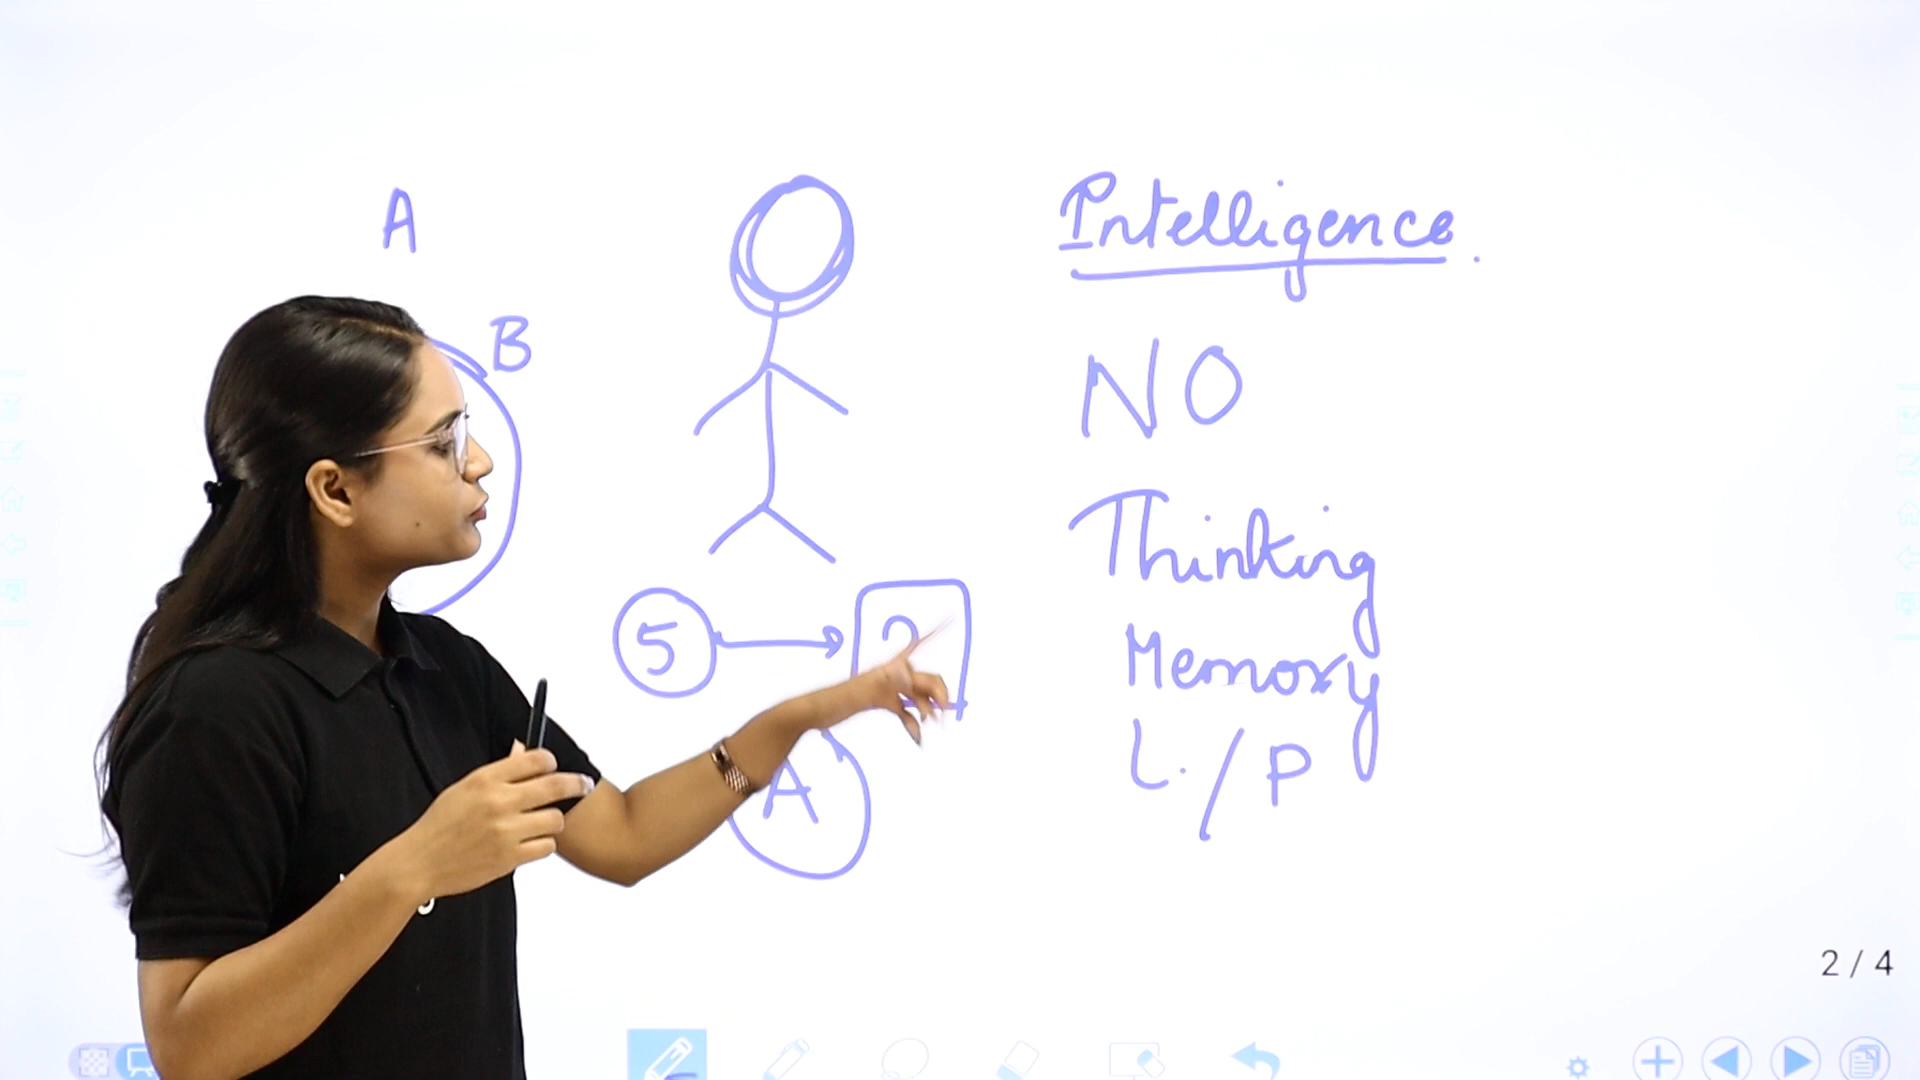 A
B
5
?
A
Intelligence.
NO
Thinking
Memory
L./P
2 / 4